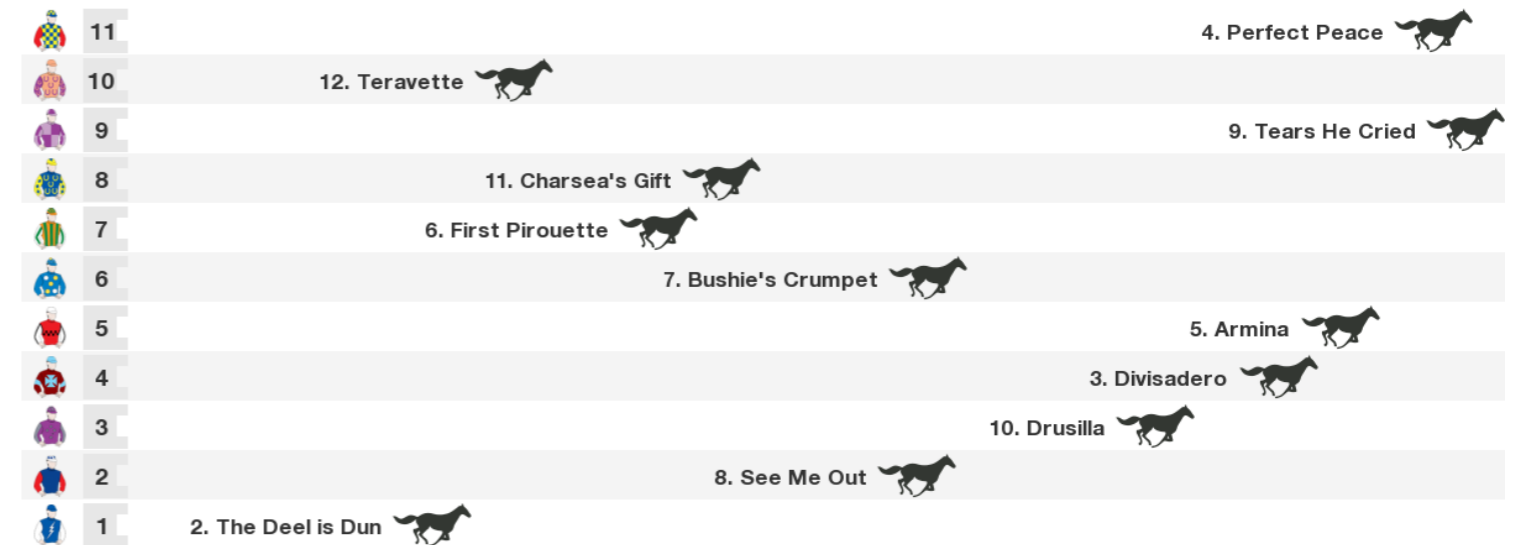 11 4. Perfect Peace
10 12. Teravette
9 9. Tears He Cried
8 11. Charsea's Gift
7 6. First Pirouette
6 7. Bushie's Crumpet
5 5. Armina
4 3. Divisadero
3 10. Drusilla
2 8. See Me Out
1 2. The Deel is Dun